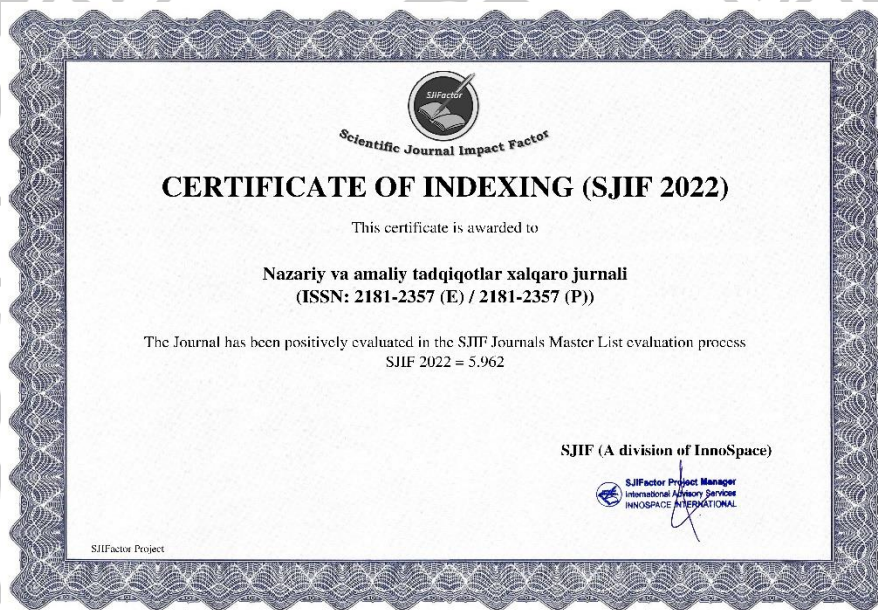 SJIFactor
Scientific Journal Impact Factor
CERTIFICATE OF INDEXING (SJIF 2022)
This certificate is awarded to
Nazariy va amaliy tadqiqotlar xalqaro jurnali
(ISSN: 2181-2357 (E) / 2181-2357 (P))
The Journal has been positively evaluated in the SJIF Journals Master List evaluation process
SJIF 2022 = 5.962
SJIF (A division of InnoSpace)
SJIFactor Project Manager
International Advisory Services
INNOSPACE INTERNATIONAL
SJIFactor Project